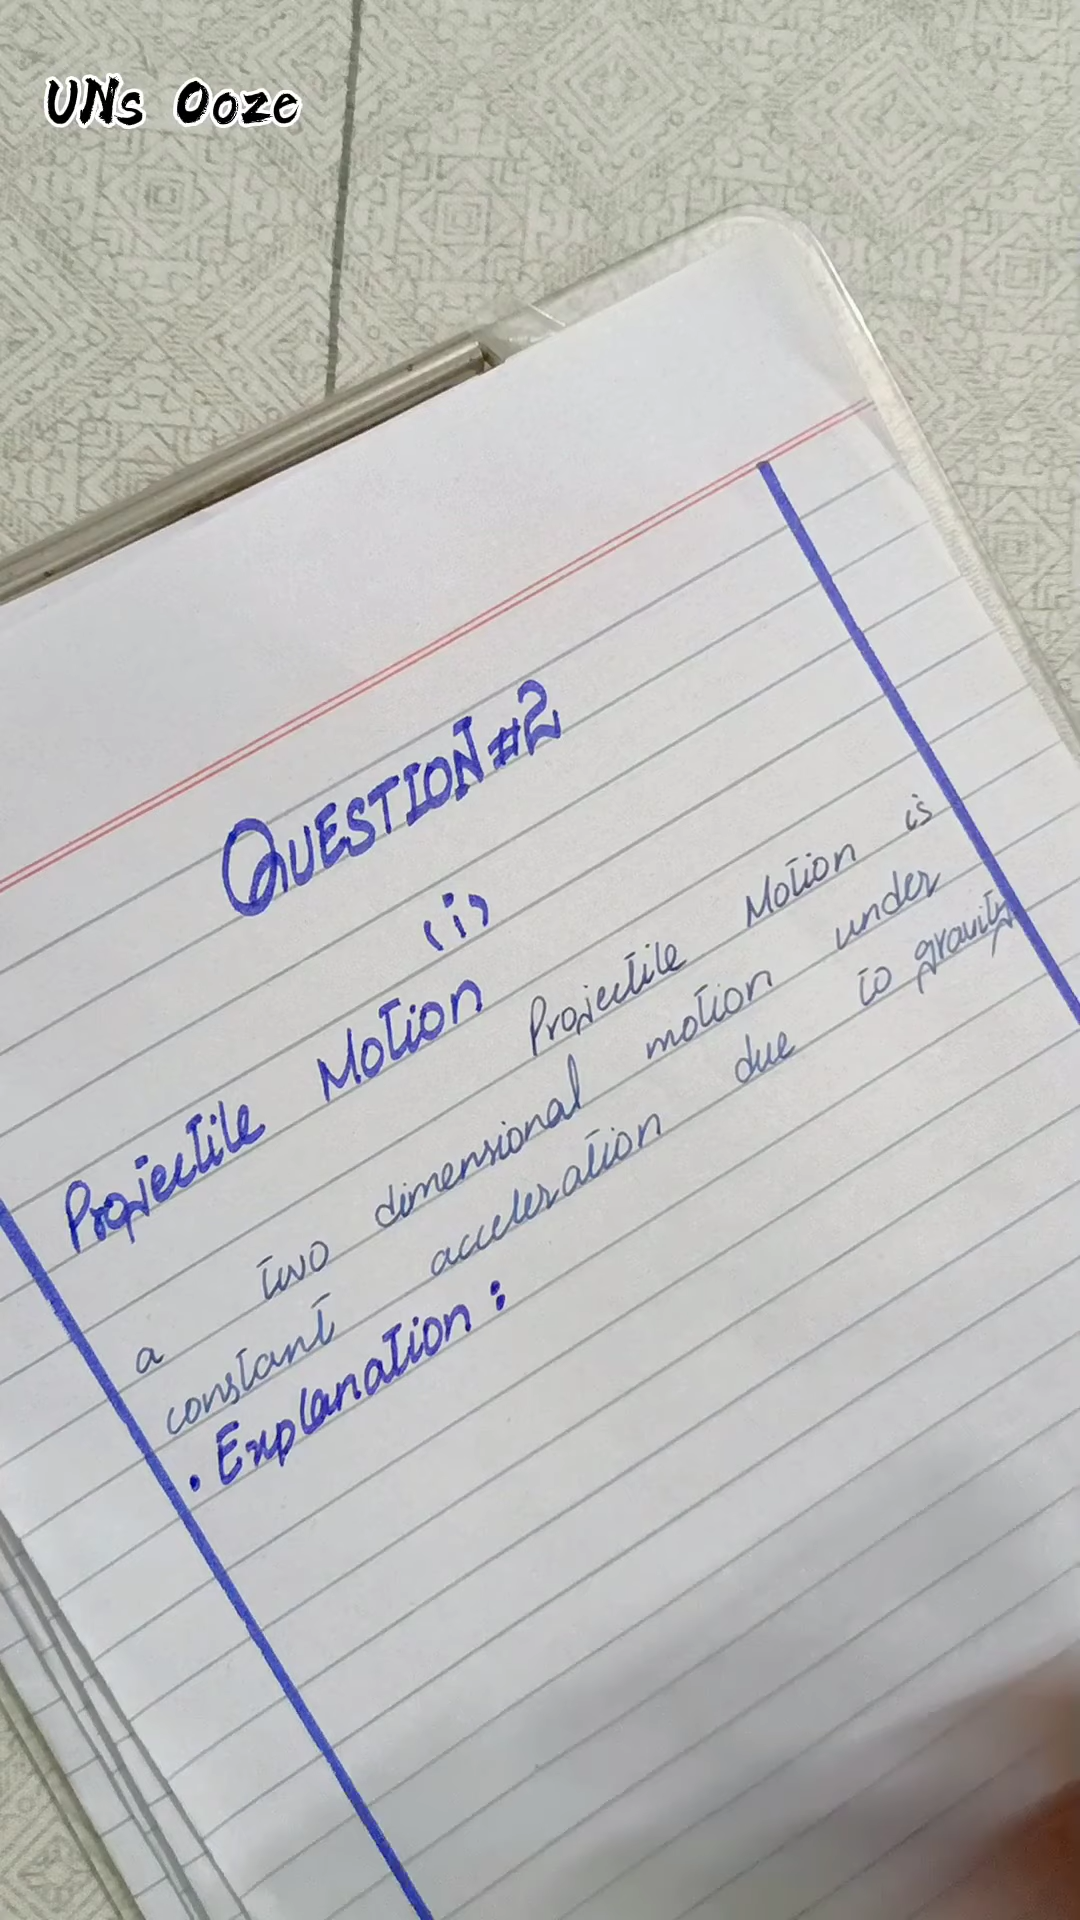 UNs Ooze
QUESTION #2
(i)
Projectile Motion Projectile Motion is
a two dimensional motion under
constant acceleration due to gravity
. Explanation :